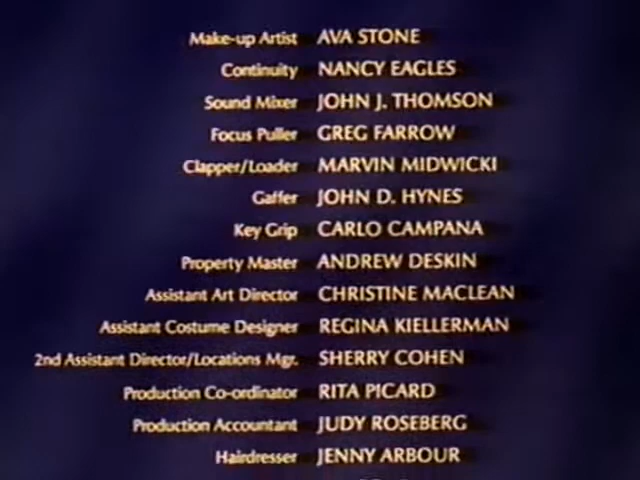 Make-up Artist AVA STONE
Continuity NANCY EAGLES
Sound Mixer JOHN J. THOMSON
Focus Puller GREG FARROW
Clapper/Loader MARVIN MIDWICKI
Gaffer JOHN D. HYNES
Key Grip CARLO CAMPANA
Property Master ANDREW DESKIN
Assistant Art Director CHRISTINE MACLEAN
Assistant Costume Designer REGINA KIELLERMAN
2nd Assistant Director/Locations Mgr. SHERRY COHEN
Production Co-ordinator RITA PICARD
Production Accountant JUDY ROSEBERG
Hairdresser JENNY ARBOUR